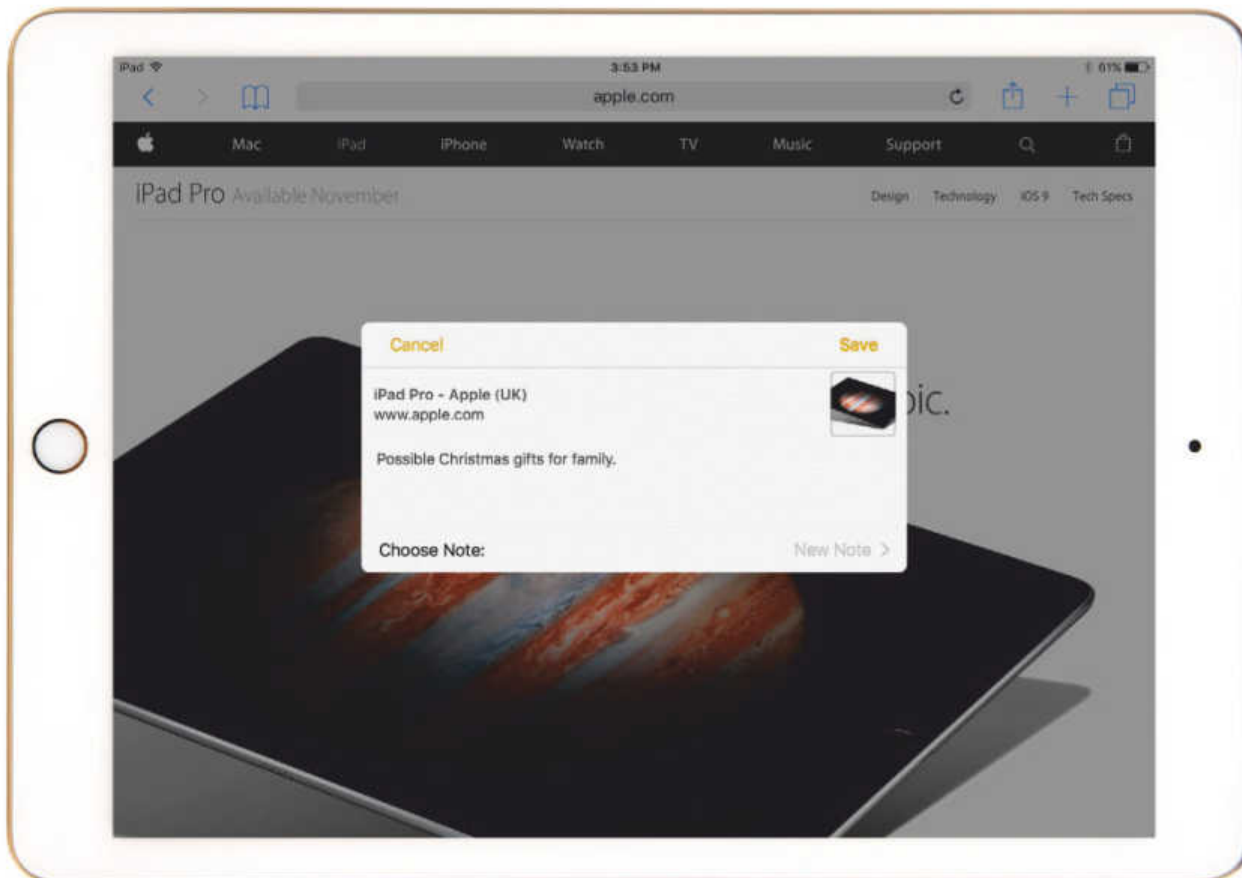 iPad 3:53 PM 61%
apple.com
Mac iPad iPhone Watch TV Music Support
iPad Pro Available November Design Technology iOS 9 Tech Specs
Cancel Save
iPad Pro - Apple (UK)
www.apple.com
pic.
Possible Christmas gifts for family.
Choose Note: New Note >